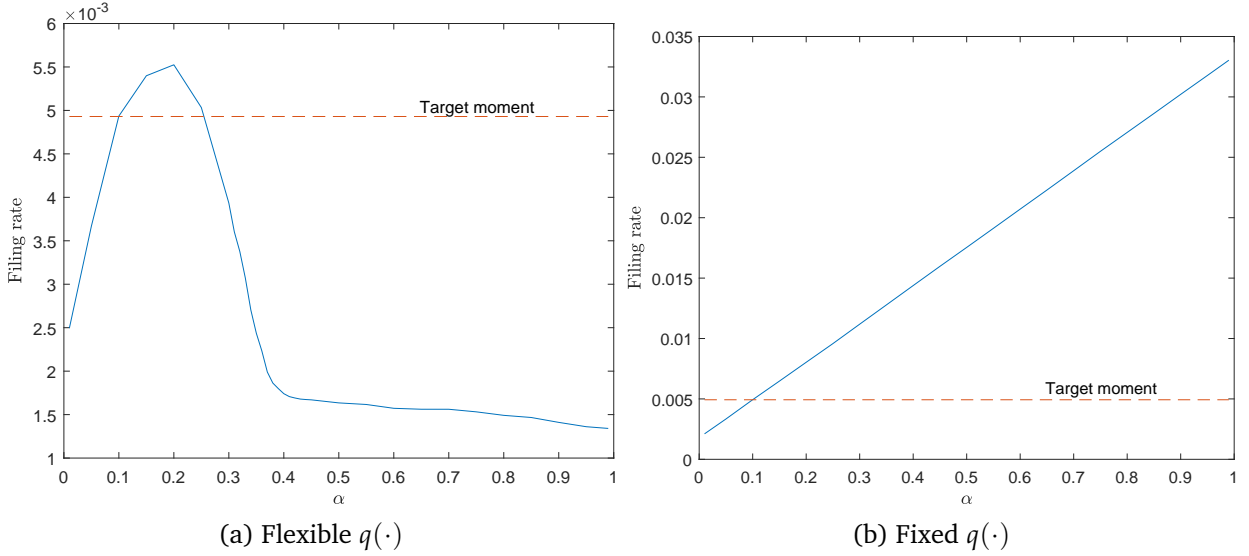 ×10⁻³
6
5.5
5
4.5
4
3.5
3
2.5
2
1.5
1
Filing rate
Target moment
0 0.1 0.2 0.3 0.4 0.5 0.6 0.7 0.8 0.9 1
α
(a) Flexible q(·)
0.035
0.03
0.025
0.02
0.015
0.01
0.005
0
Filing rate
Target moment
0 0.1 0.2 0.3 0.4 0.5 0.6 0.7 0.8 0.9 1
α
(b) Fixed q(·)